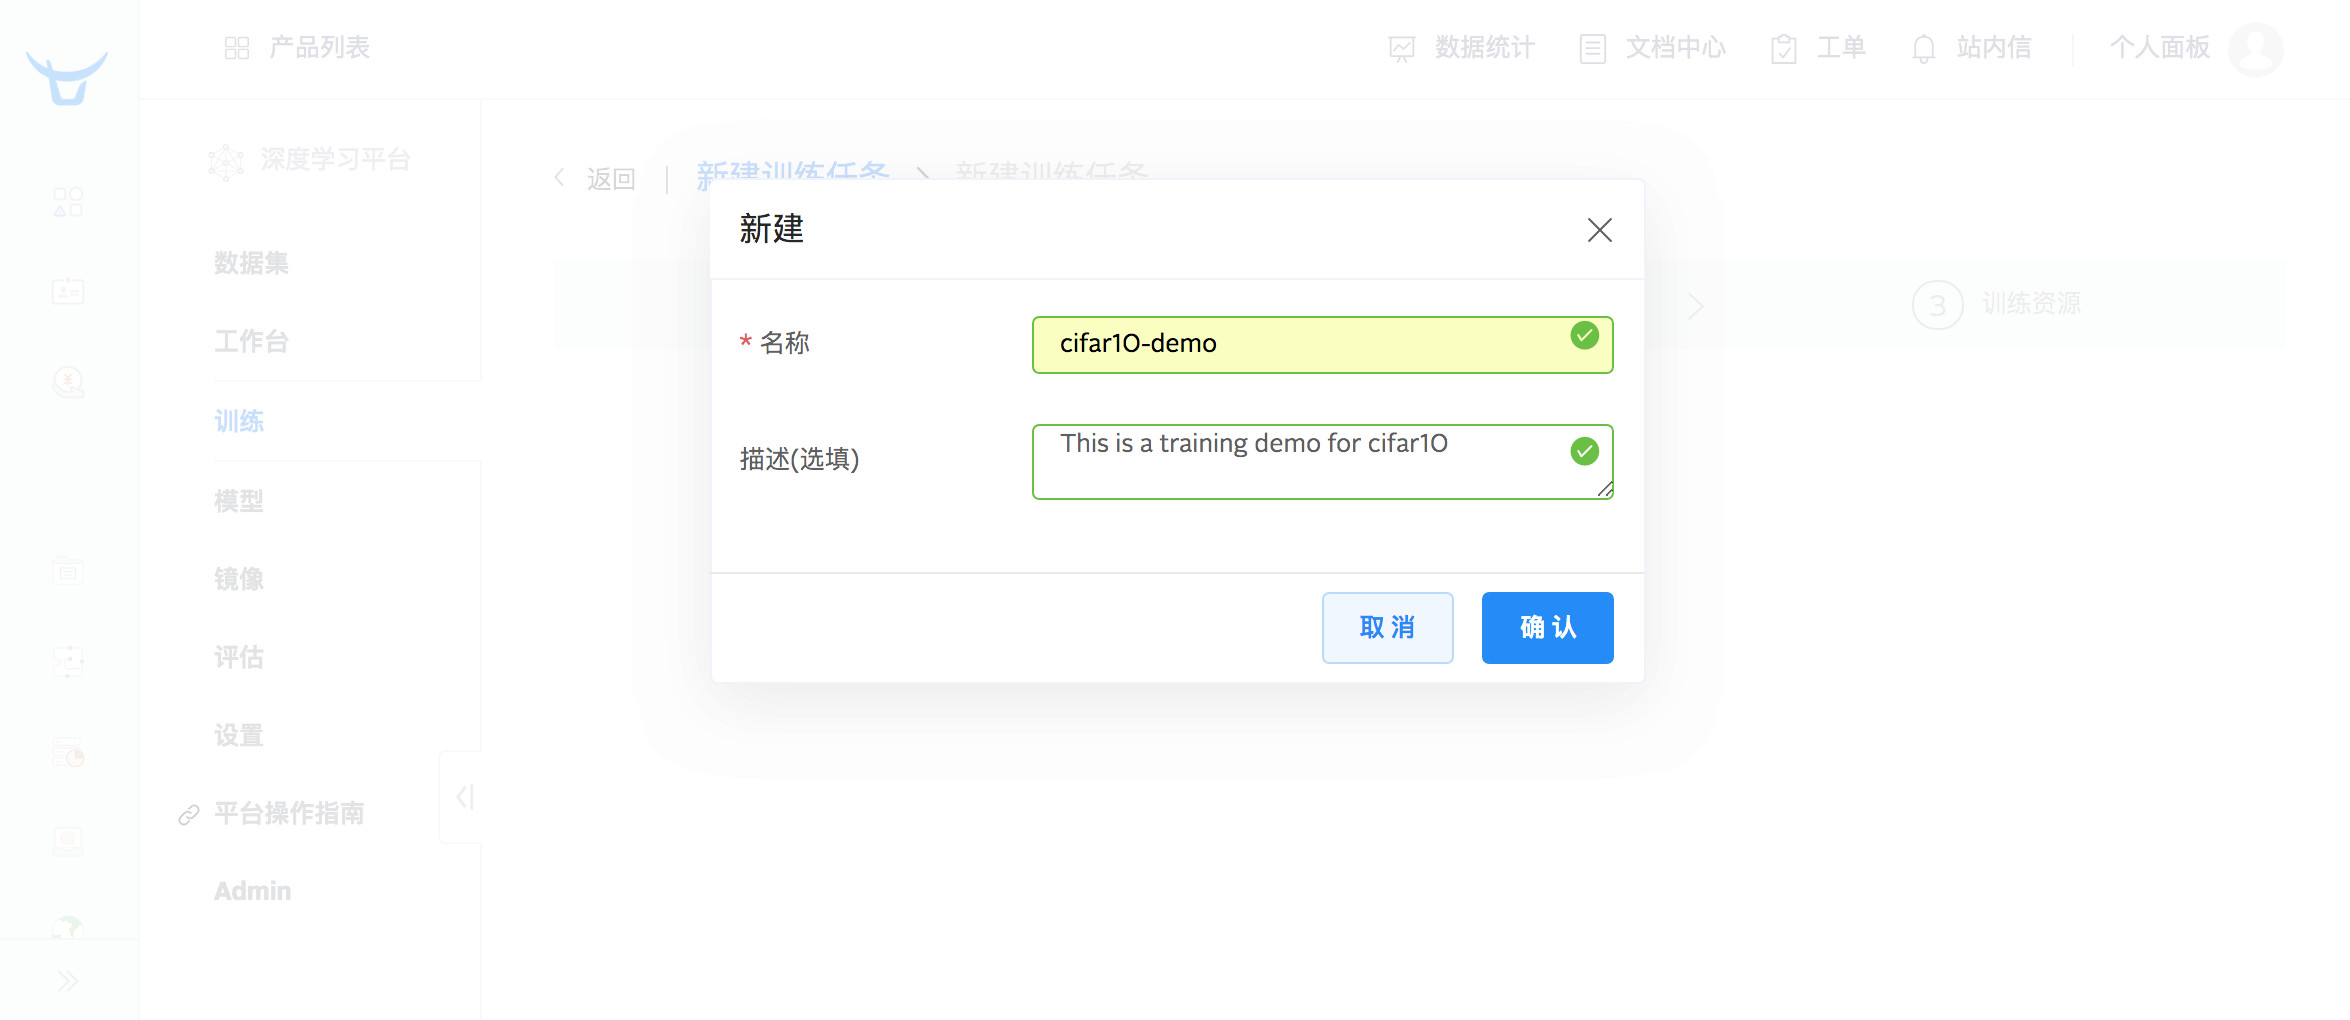 产品列表
数据统计
文档中心
工单
站内信
个人面板
深度学习平台
返回
新建训练任务
新建训练任务
新建
数据集
3 训练资源
* 名称
cifar10-demo
工作台
训练
描述(选填)
This is a training demo for cifar10
模型
镜像
取 消
确 认
评估
设置
平台操作指南
Admin